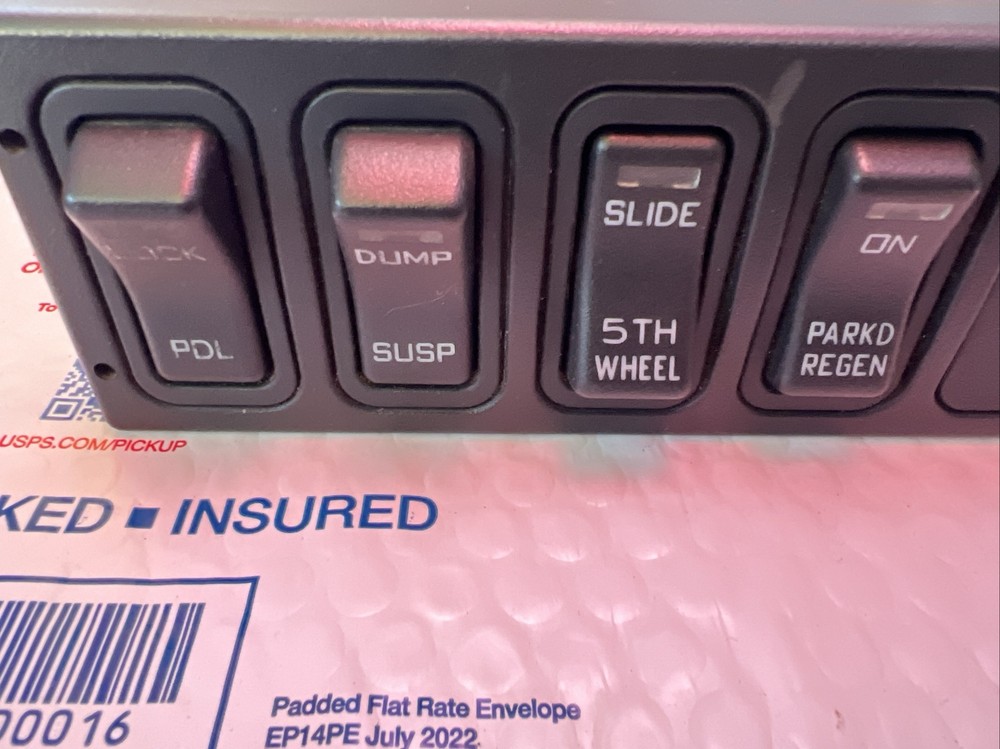 PDL
DUMP
SUSP
SLIDE
5TH
WHEEL
ON
PARKD
REGEN
To
USPS.COM/PICKUP
KED ■ INSURED
00016
Padded Flat Rate Envelope
EP14PE July 2022